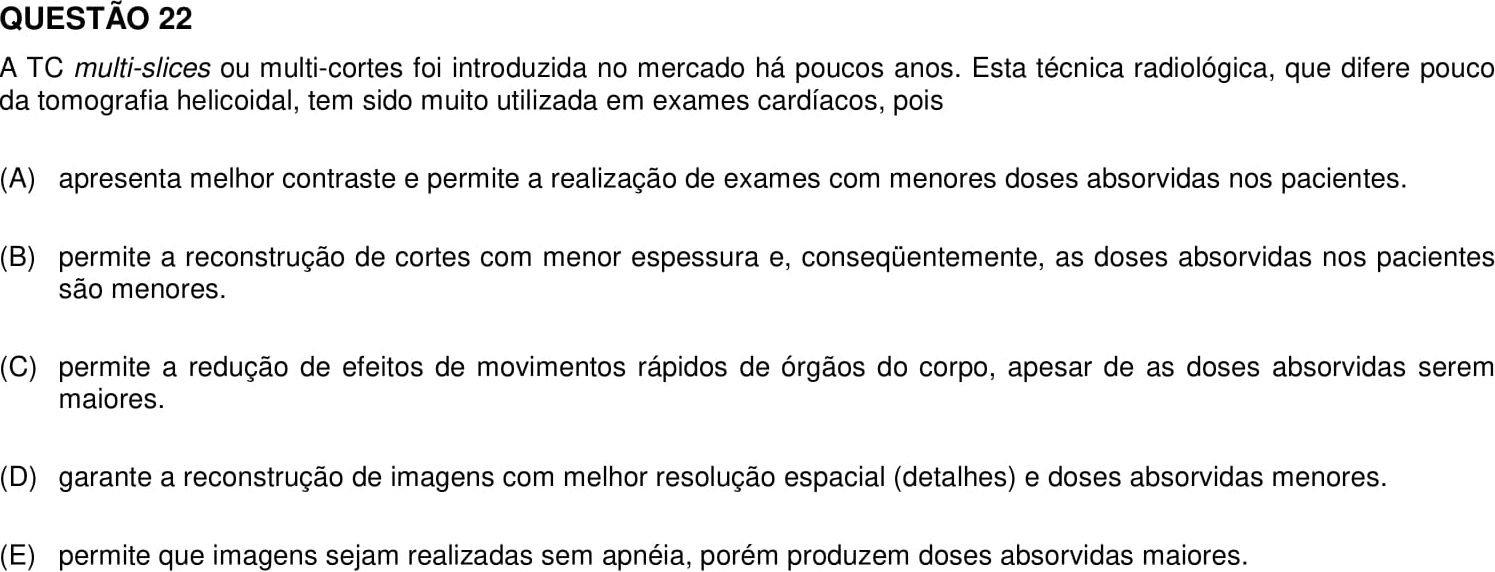 QUESTÃO 22
A TC multi-slices ou multi-cortes foi introduzida no mercado há poucos anos. Esta técnica radiológica, que difere pouco
da tomografia helicoidal, tem sido muito utilizada em exames cardíacos, pois
(A) apresenta melhor contraste e permite a realização de exames com menores doses absorvidas nos pacientes.
(B) permite a reconstrução de cortes com menor espessura e, conseqüentemente, as doses absorvidas nos pacientes
são menores.
(C) permite a redução de efeitos de movimentos rápidos de órgãos do corpo, apesar de as doses absorvidas serem
maiores.
(D) garante a reconstrução de imagens com melhor resolução espacial (detalhes) e doses absorvidas menores.
(E) permite que imagens sejam realizadas sem apnéia, porém produzem doses absorvidas maiores.